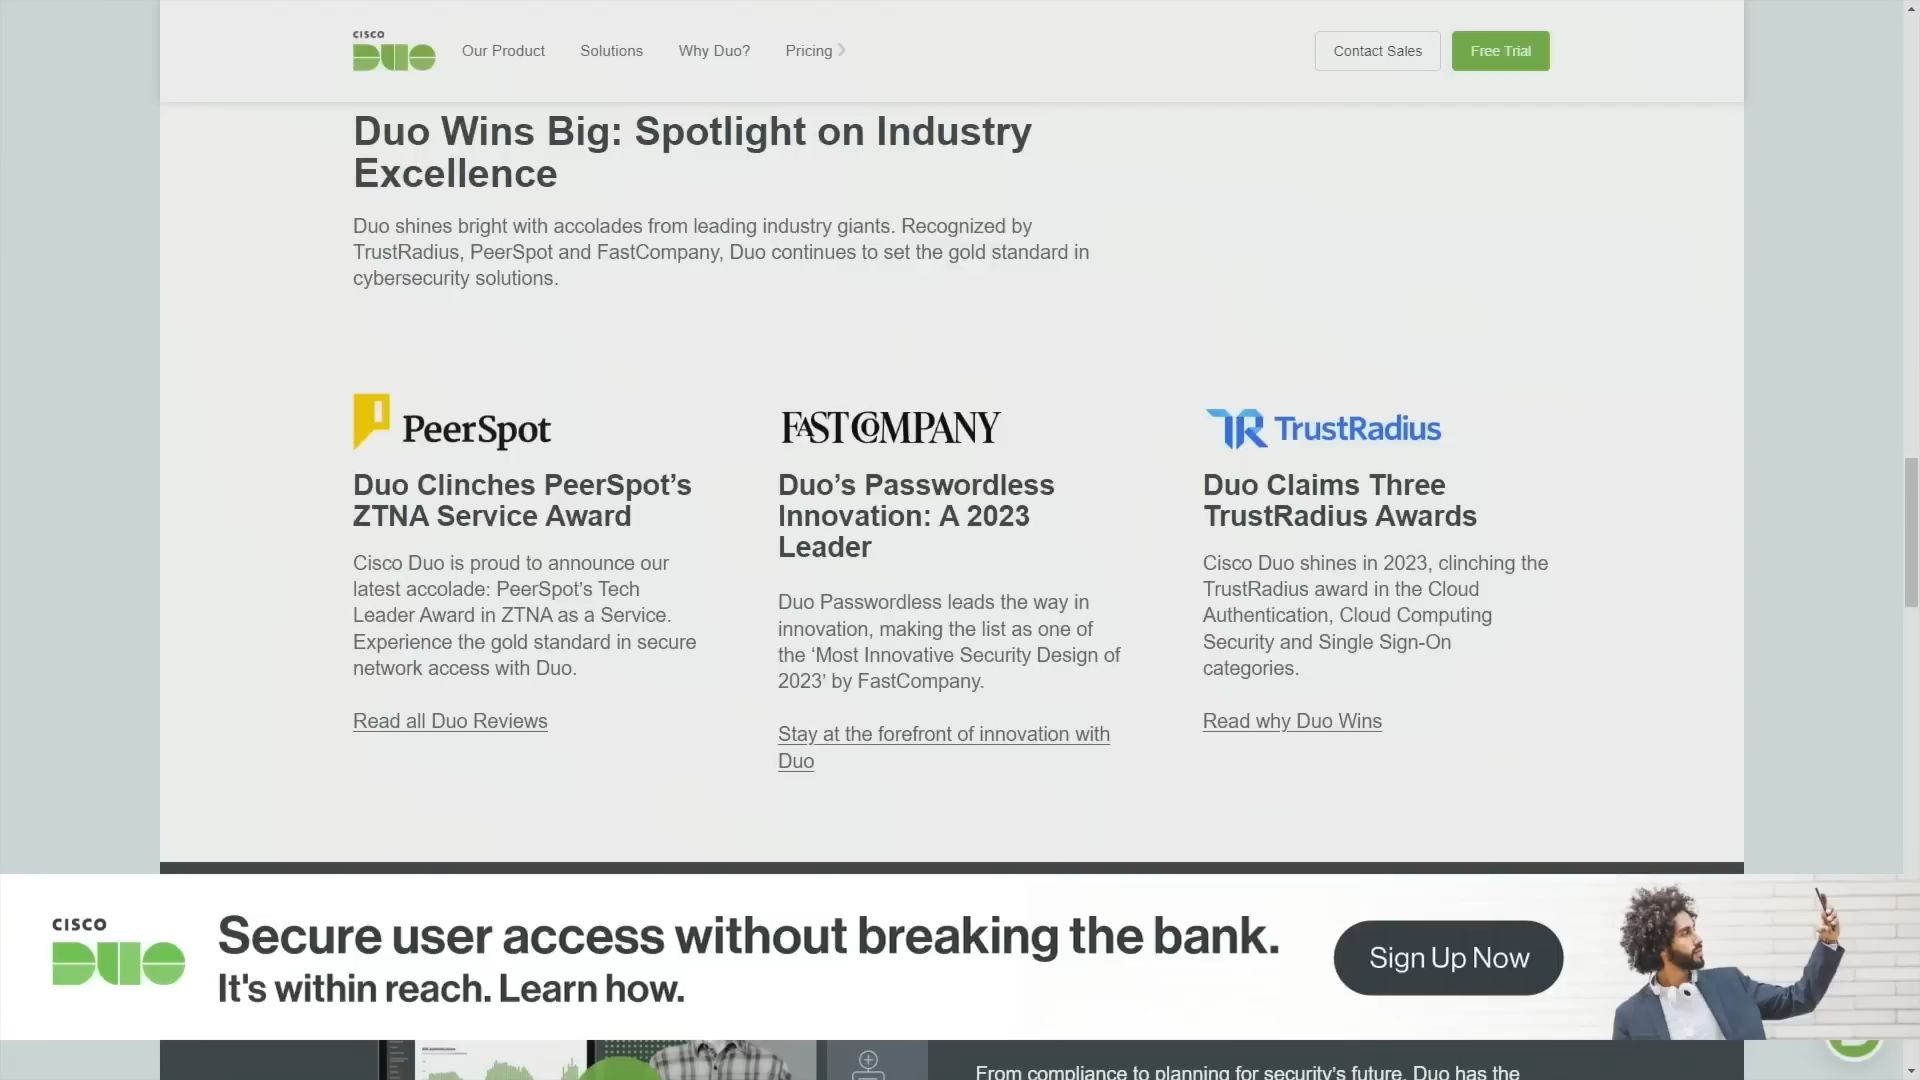 CISCO
DUO
Our Product
Solutions
Why Duo?
Pricing
Contact Sales
Free Trial
Duo Wins Big: Spotlight on Industry
Excellence
Duo shines bright with accolades from leading industry giants. Recognized by
TrustRadius, PeerSpot and FastCompany, Duo continues to set the gold standard in
cybersecurity solutions.
PeerSpot
Duo Clinches PeerSpot’s
ZTNA Service Award
Cisco Duo is proud to announce our
latest accolade: PeerSpot’s Tech
Leader Award in ZTNA as a Service.
Experience the gold standard in secure
network access with Duo.
Read all Duo Reviews
FAST COMPANY
Duo’s Passwordless
Innovation: A 2023
Leader
Duo Passwordless leads the way in
innovation, making the list as one of
the ‘Most Innovative Security Design of
2023’ by FastCompany.
Stay at the forefront of innovation with
Duo
TR TrustRadius
Duo Claims Three
TrustRadius Awards
Cisco Duo shines in 2023, clinching the
TrustRadius award in the Cloud
Authentication, Cloud Computing
Security and Single Sign-On
categories.
Read why Duo Wins
CISCO
DUO
Secure user access without breaking the bank.
It's within reach. Learn how.
Sign Up Now
From compliance to planning for security’s future, Duo has the